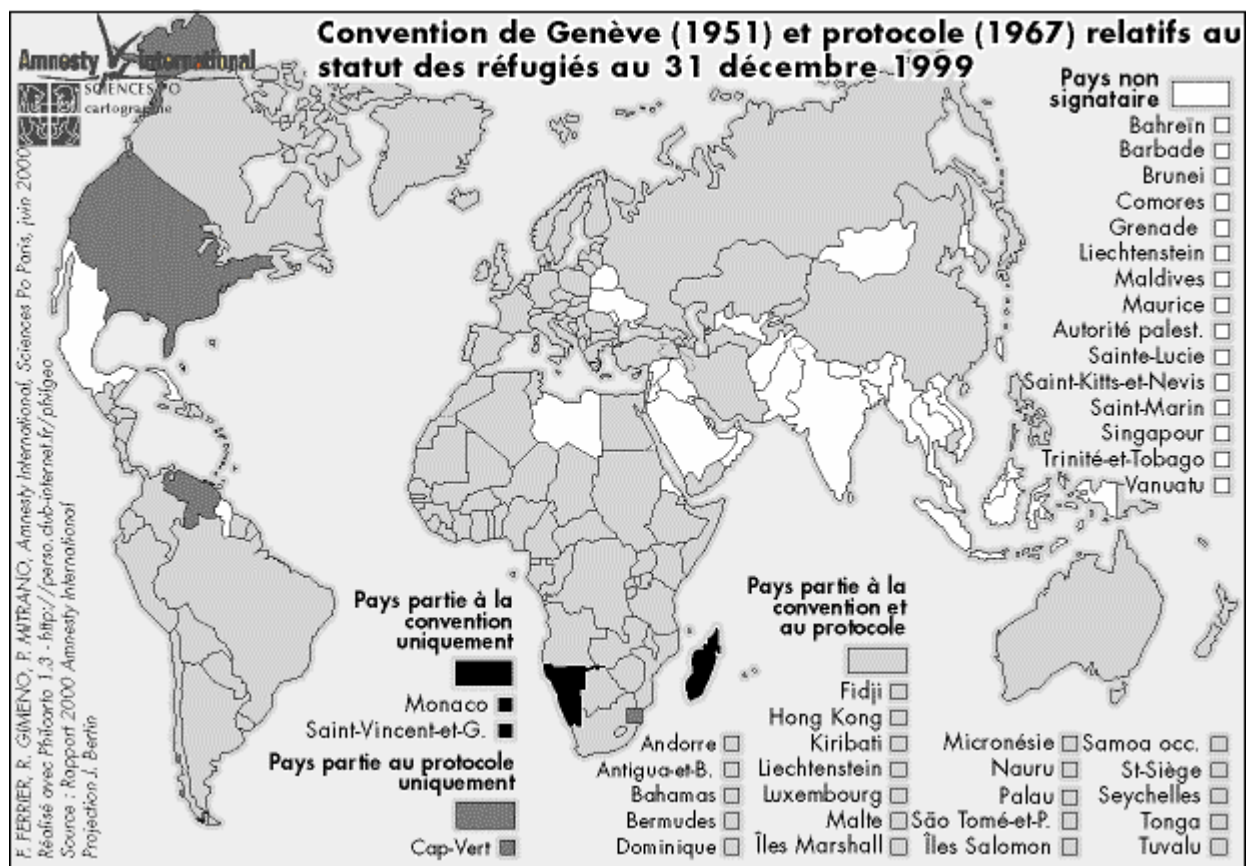 Convention de Genève (1951) et protocole (1967) relatifs au
statut des réfugiés au 31 décembre 1999
Amnesty International
SCIENCES PO
cartographie
F. FERRIER, R. GIMENO, P. MITRANO, Amnesty International, Sciences Po Paris, juin 2000
Réalisé avec Philcarto 1.3 - http://perso.club-internet.fr/philgeo
Source : Rapport 2000 Amnesty International
Projection J. Bertin
Pays non
signataire
Bahreïn
Barbade
Brunei
Comores
Grenade
Liechtenstein
Maldives
Maurice
Autorité palest.
Sainte-Lucie
Saint-Kitts-et-Nevis
Saint-Marin
Singapour
Trinité-et-Tobago
Vanuatu
Pays partie à la
convention
uniquement
Monaco
Saint-Vincent-et-G.
Pays partie au protocole
uniquement
Cap-Vert
Pays partie à la
convention et
au protocole
Fidji
Hong Kong
Kiribati
Liechtenstein
Luxembourg
Malte
Îles Marshall
Andorre
Antigua-et-B.
Bahamas
Bermudes
Dominique
Micronésie
Nauru
Palau
São Tomé-et-P.
Îles Salomon
Samoa occ.
St-Siège
Seychelles
Tonga
Tuvalu